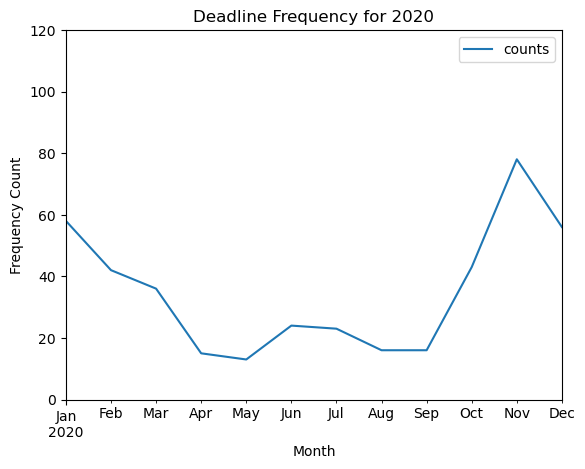 Deadline Frequency for 2020
counts
120
100
80
60
40
20
0
Frequency Count
Jan Feb Mar Apr May Jun Jul Aug Sep Oct Nov Dec
2020
Month